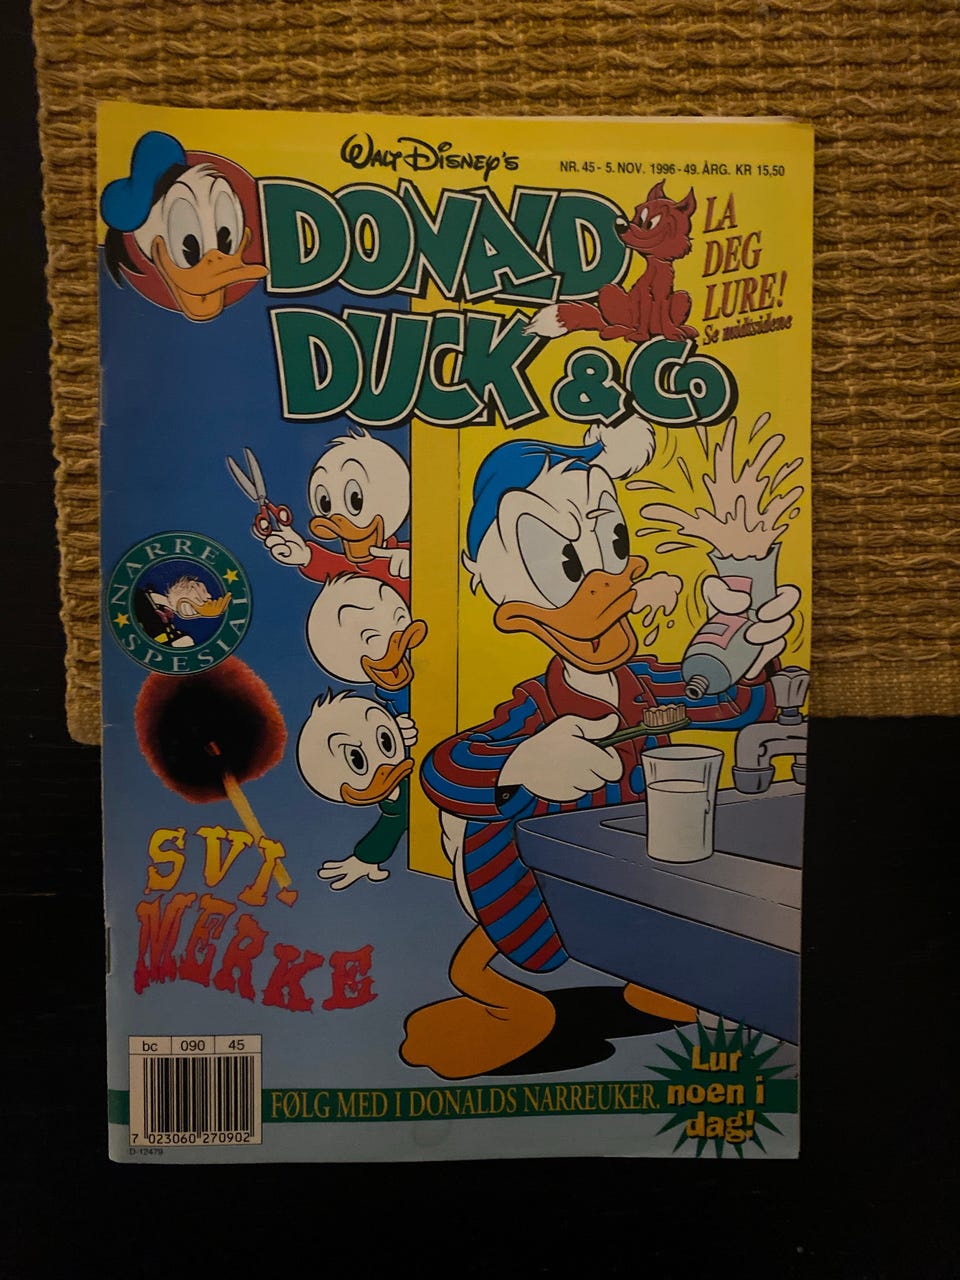 WALT DISNEY'S
NR. 45 - 5. NOV. 1996 - 49. ÅRG. KR 15,50
DONALD
DUCK & Co
LA
DEG
LURE!
Se midtsidene
NARRE
SPESIAL
SVI
MERKE
bc 090 45
7 023060 270902
D-12479
FØLG MED I DONALDS NARREUKER.
Lur
noen i
dag!